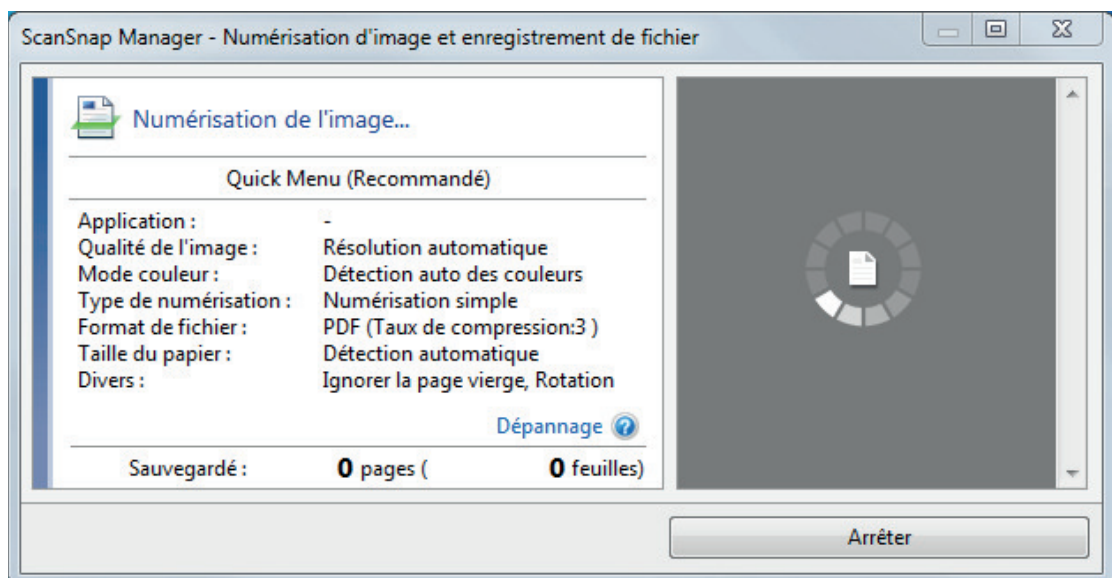 ScanSnap Manager - Numérisation d'image et enregistrement de fichier
Numérisation de l'image...
Quick Menu (Recommandé)
Application : -
Qualité de l'image : Résolution automatique
Mode couleur : Détection auto des couleurs
Type de numérisation : Numérisation simple
Format de fichier : PDF (Taux de compression:3 )
Taille du papier : Détection automatique
Divers : Ignorer la page vierge, Rotation
Dépannage
Sauvegardé : 0 pages ( 0 feuilles)
Arrêter